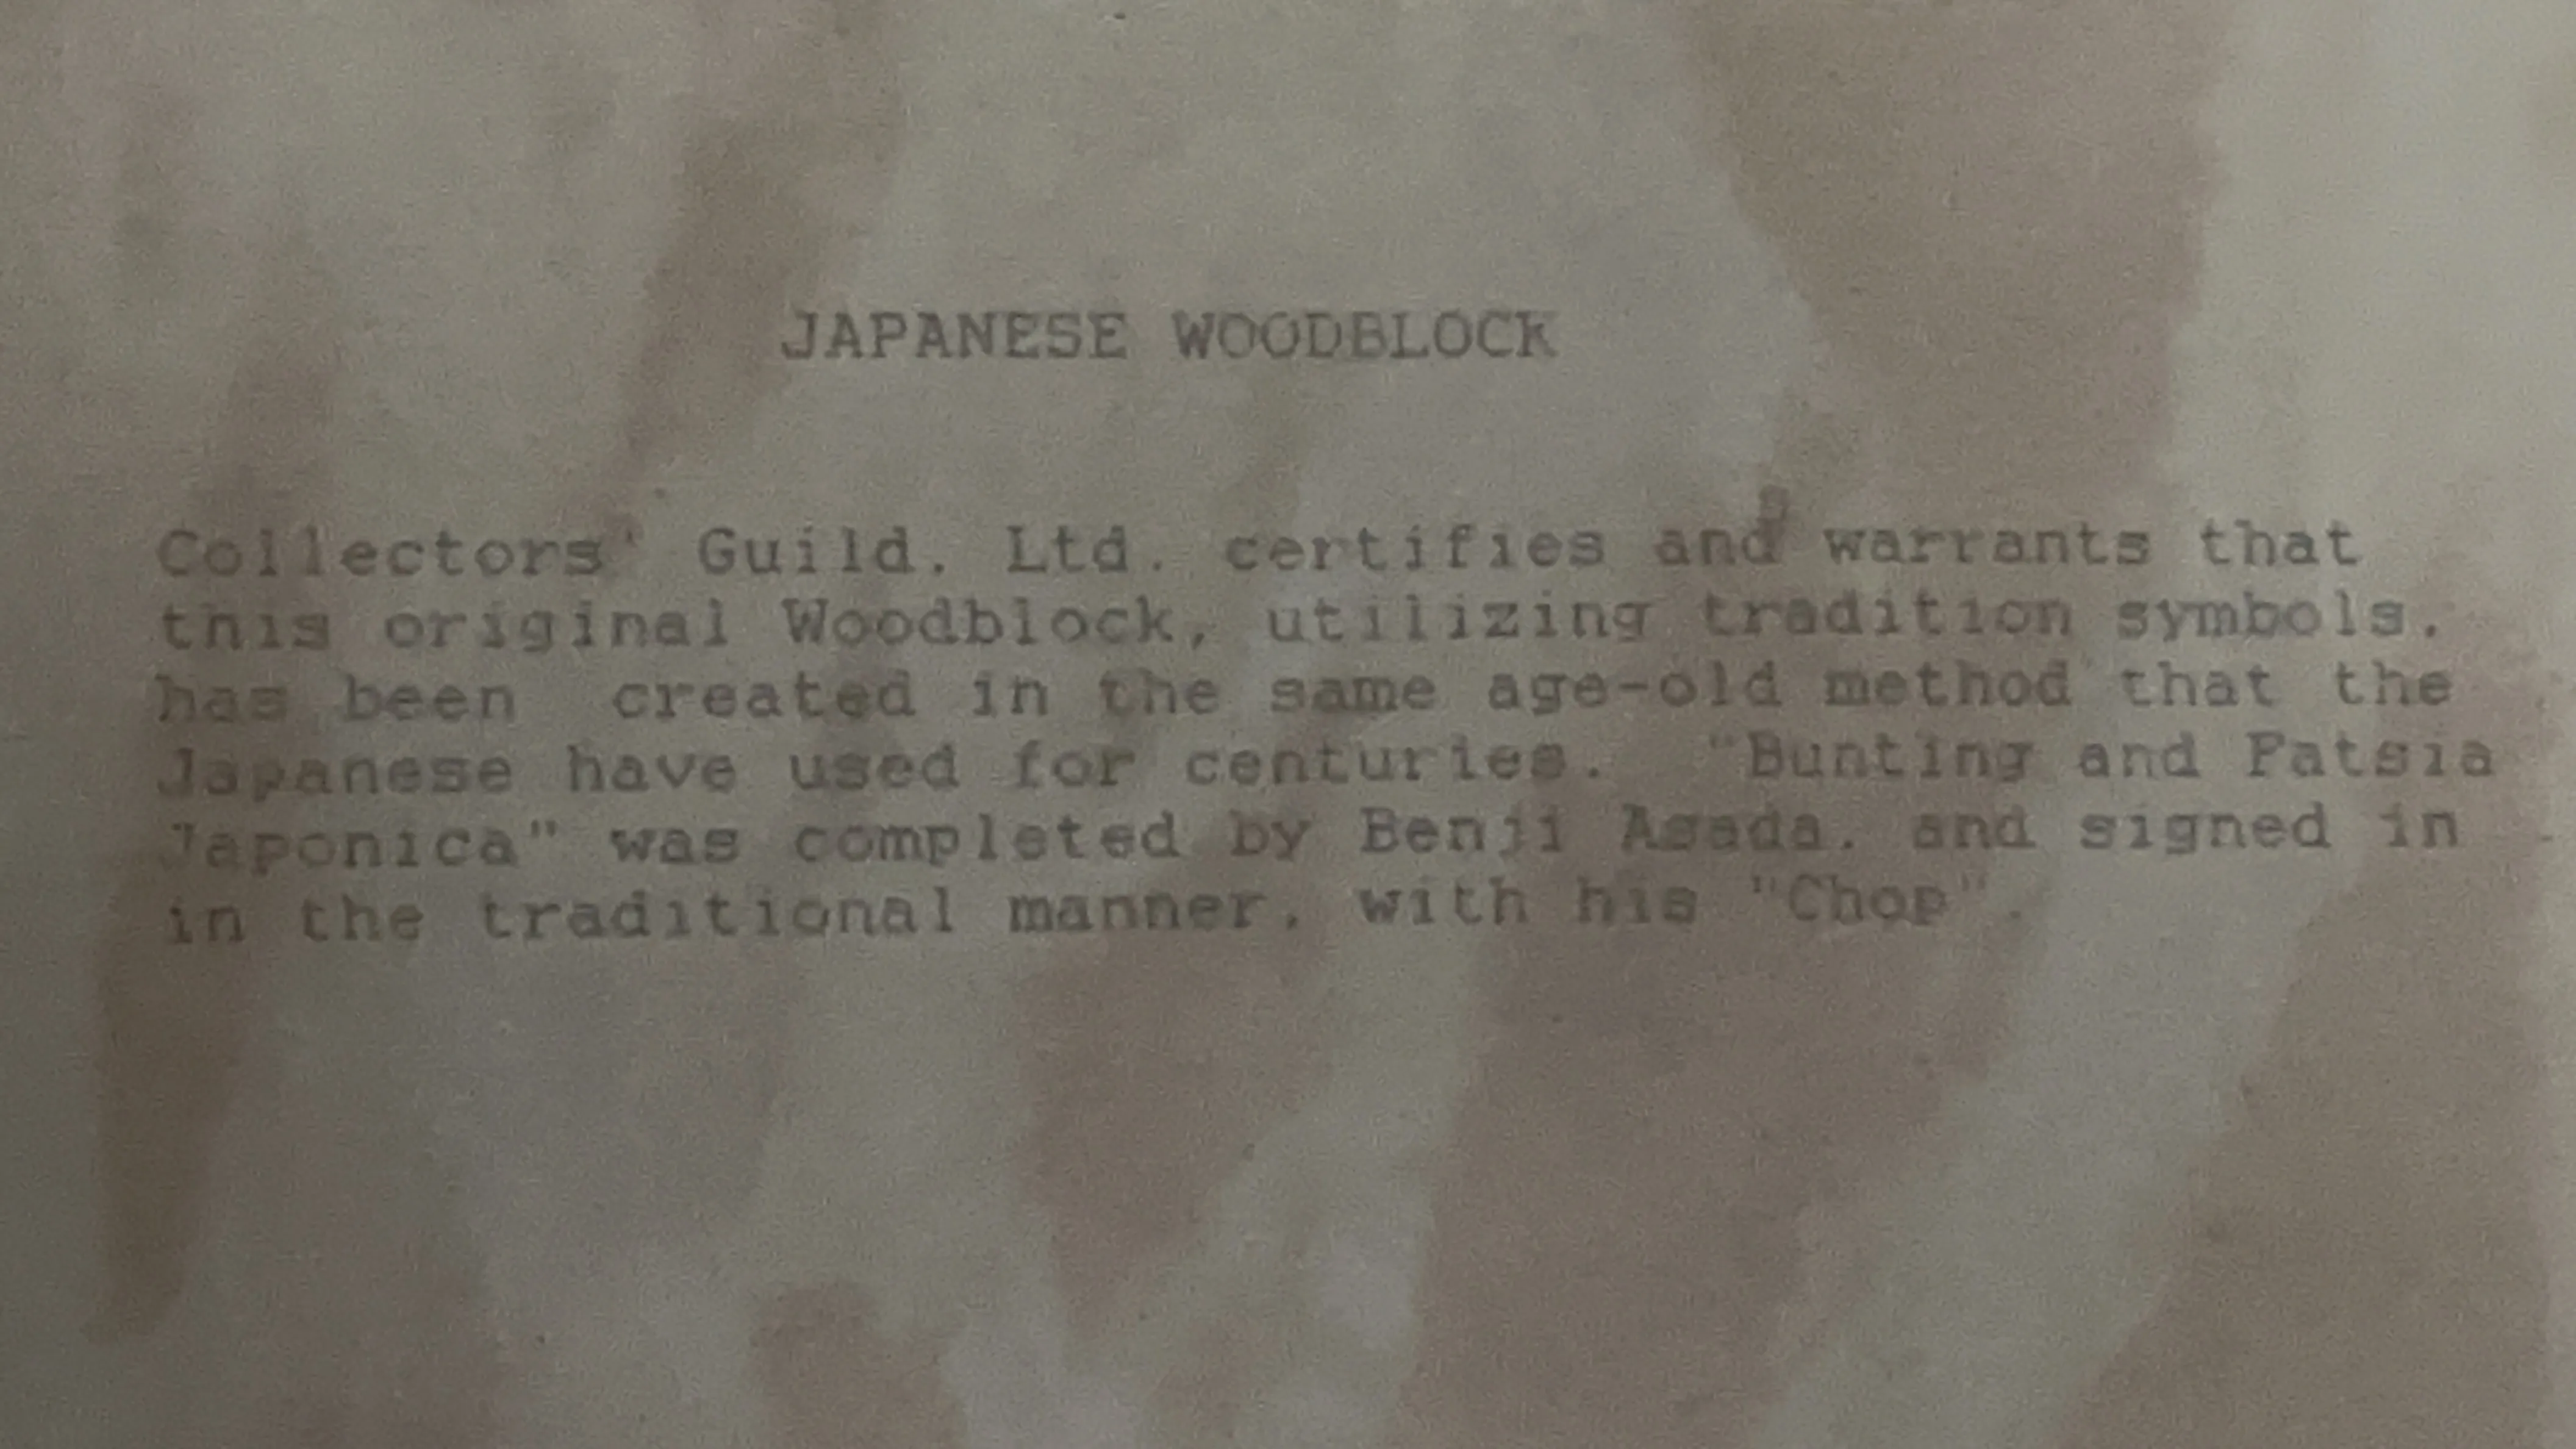 JAPANESE WOODBLOCK
Collectors' Guild, Ltd. certifies and warrants that
this original Woodblock, utilizing tradition symbols,
has been created in the same age-old method that the
Japanese have used for centuries. "Bunting and Fatsia
Japonica" was completed by Benji Asada, and signed in
in the traditional manner, with his "Chop".